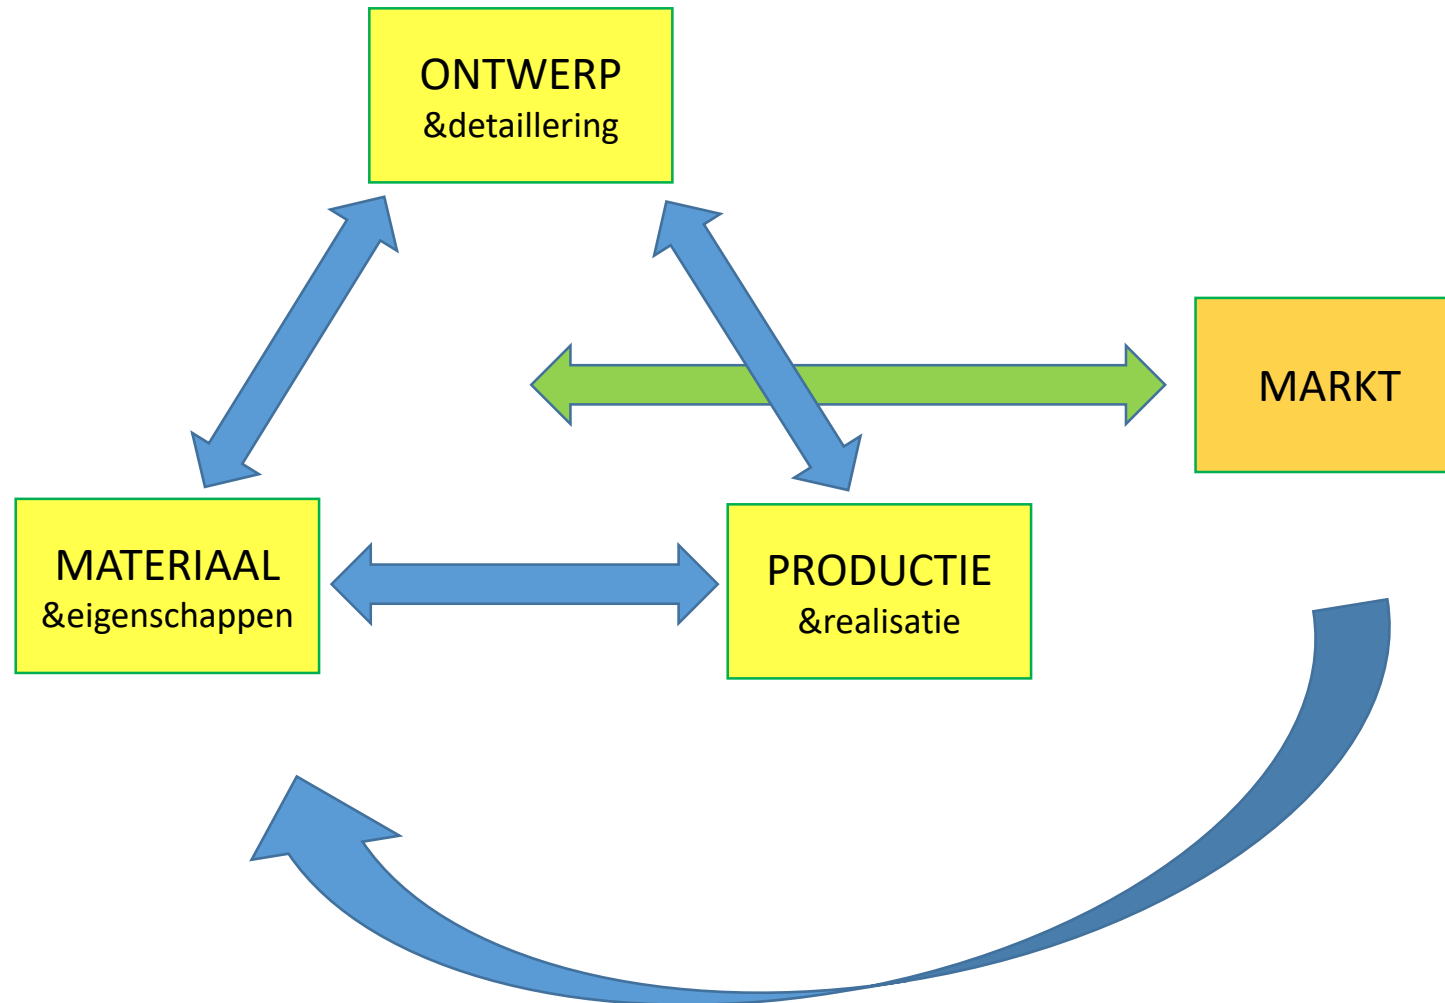 ONTWERP
&detaillering
MARKT
MATERIAAL
&eigenschappen
PRODUCTIE
&realisatie